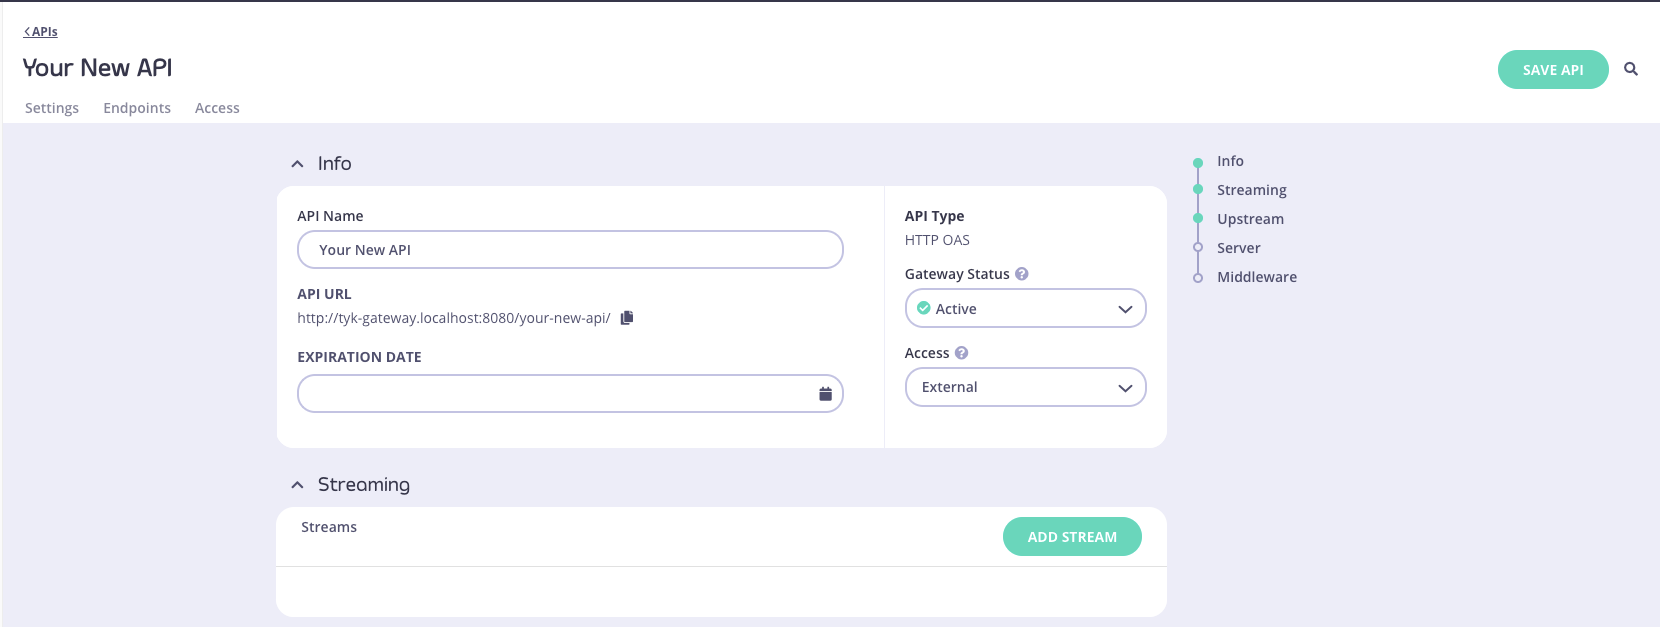 APIs
Your New API
SAVE API
Settings Endpoints Access
Info
API Name
Your New API
API URL
http://tyk-gateway.localhost:8080/your-new-api/
EXPIRATION DATE
API Type
HTTP OAS
Gateway Status ?
Active
Access ?
External
Streaming
Streams
ADD STREAM
Info
Streaming
Upstream
Server
Middleware